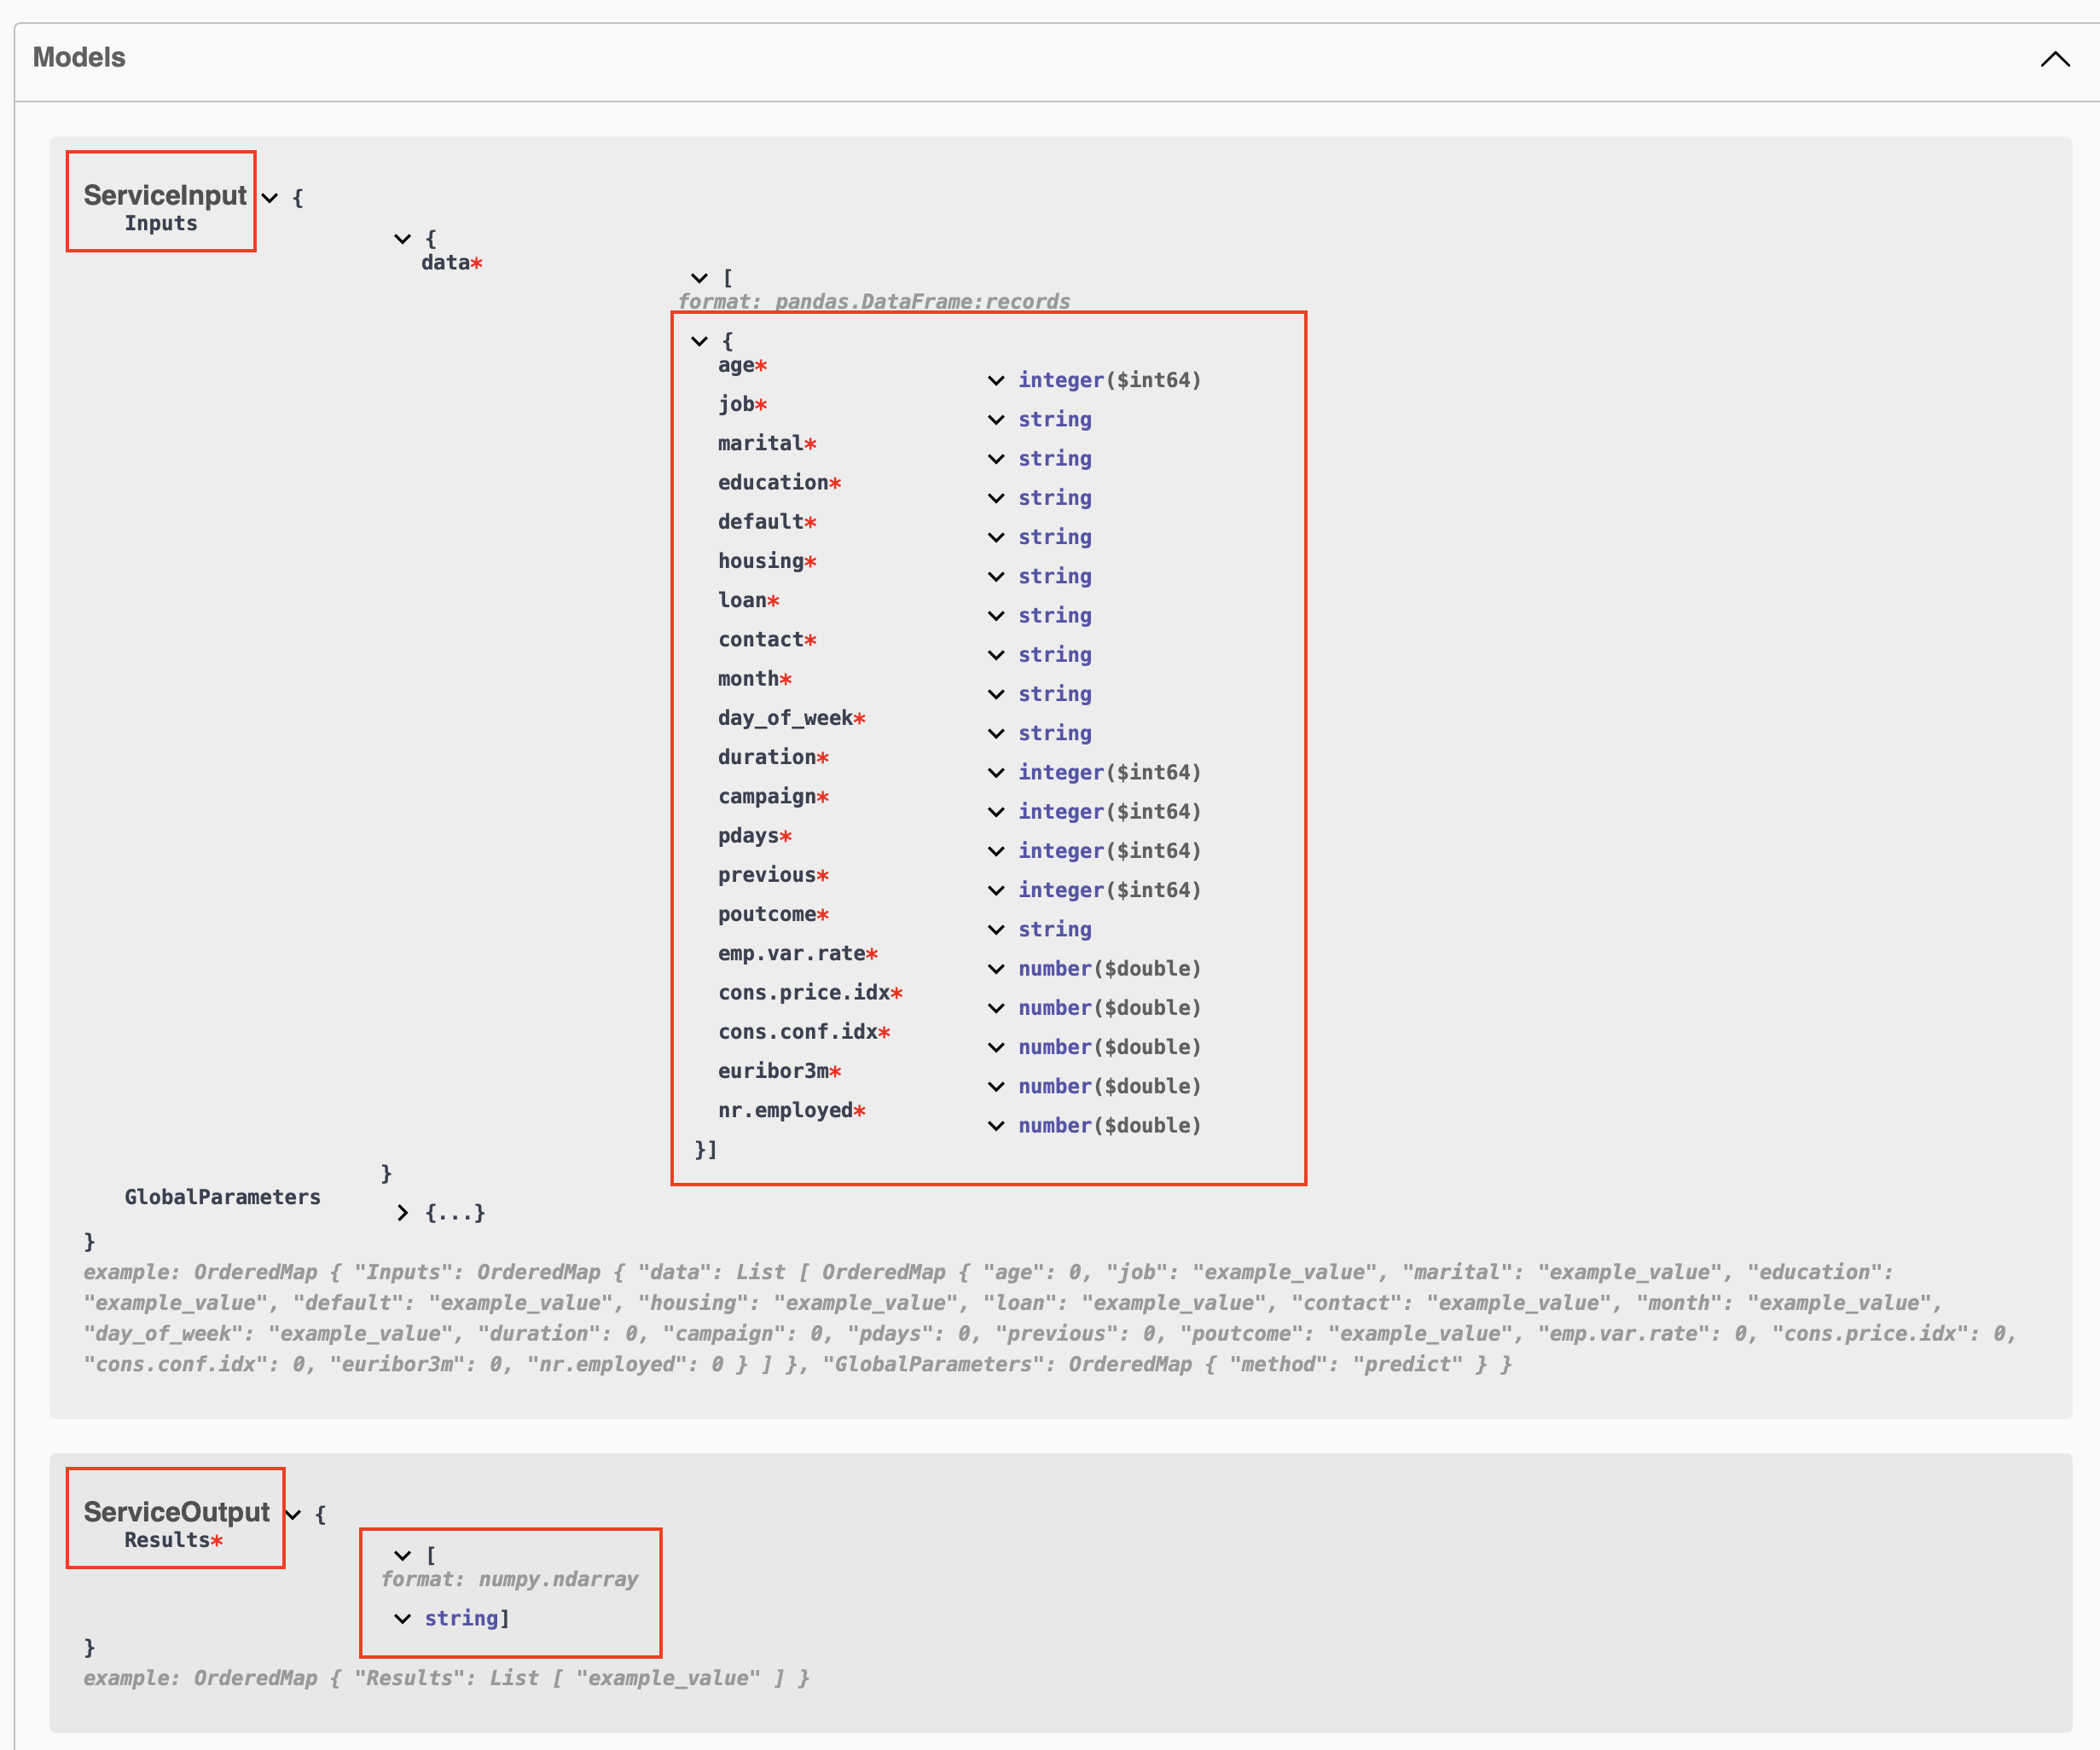 Models
ServiceInput {
Inputs
{
data*
[
format: pandas.DataFrame:records
{
age*
integer($int64)
job*
string
marital*
string
education*
string
default*
string
housing*
string
loan*
string
contact*
string
month*
string
day_of_week*
string
duration*
integer($int64)
campaign*
integer($int64)
pdays*
integer($int64)
previous*
integer($int64)
poutcome*
string
emp.var.rate*
number($double)
cons.price.idx*
number($double)
cons.conf.idx*
number($double)
euribor3m*
number($double)
nr.employed*
number($double)
}]
}
GlobalParameters
{...}
}
example: OrderedMap { "Inputs": OrderedMap { "data": List [ OrderedMap { "age": 0, "job": "example_value", "marital": "example_value", "education":
"example_value", "default": "example_value", "housing": "example_value", "loan": "example_value", "contact": "example_value", "month": "example_value",
"day_of_week": "example_value", "duration": 0, "campaign": 0, "pdays": 0, "previous": 0, "poutcome": "example_value", "emp.var.rate": 0, "cons.price.idx": 0,
"cons.conf.idx": 0, "euribor3m": 0, "nr.employed": 0 } ] }, "GlobalParameters": OrderedMap { "method": "predict" } }
ServiceOutput {
Results*
[
format: numpy.ndarray
string]
}
example: OrderedMap { "Results": List [ "example_value" ] }